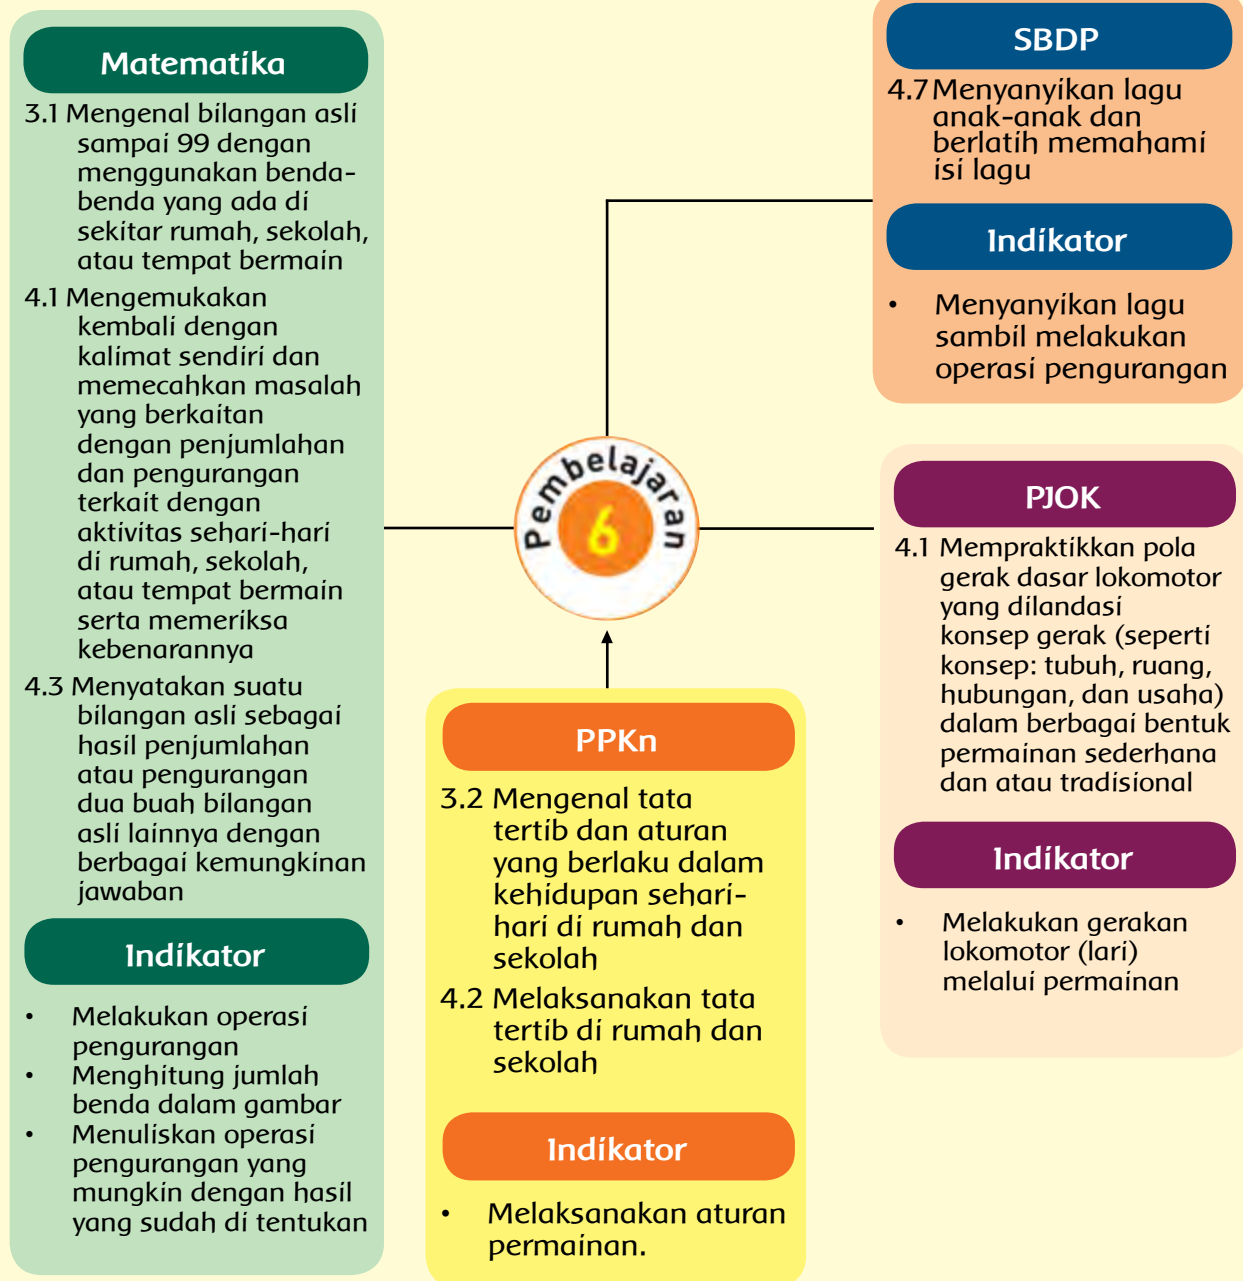 Matematika
3.1 Mengenal bilangan asli
sampai 99 dengan
menggunakan benda-
benda yang ada di
sekitar rumah, sekolah,
atau tempat bermain
4.1 Mengemukakan
kembali dengan
kalimat sendiri dan
memecahkan masalah
yang berkaitan
dengan penjumlahan
dan pengurangan
terkait dengan
aktivitas sehari-hari
di rumah, sekolah,
atau tempat bermain
serta memeriksa
kebenarannya
4.3 Menyatakan suatu
bilangan asli sebagai
hasil penjumlahan
atau pengurangan
dua buah bilangan
asli lainnya dengan
berbagai kemungkinan
jawaban
Indikator
• Melakukan operasi
pengurangan
• Menghitung jumlah
benda dalam gambar
• Menuliskan operasi
pengurangan yang
mungkin dengan hasil
yang sudah di tentukan
Pembelajaran
6
PPKn
3.2 Mengenal tata
tertib dan aturan
yang berlaku dalam
kehidupan sehari-
hari di rumah dan
sekolah
4.2 Melaksanakan tata
tertib di rumah dan
sekolah
Indikator
• Melaksanakan aturan
permainan.
SBDP
4.7 Menyanyikan lagu
anak-anak dan
berlatih memahami
isi lagu
Indikator
• Menyanyikan lagu
sambil melakukan
operasi pengurangan
PJOK
4.1 Mempraktikkan pola
gerak dasar lokomotor
yang dilandasi
konsep gerak (seperti
konsep: tubuh, ruang,
hubungan, dan usaha)
dalam berbagai bentuk
permainan sederhana
dan atau tradisional
Indikator
• Melakukan gerakan
lokomotor (lari)
melalui permainan